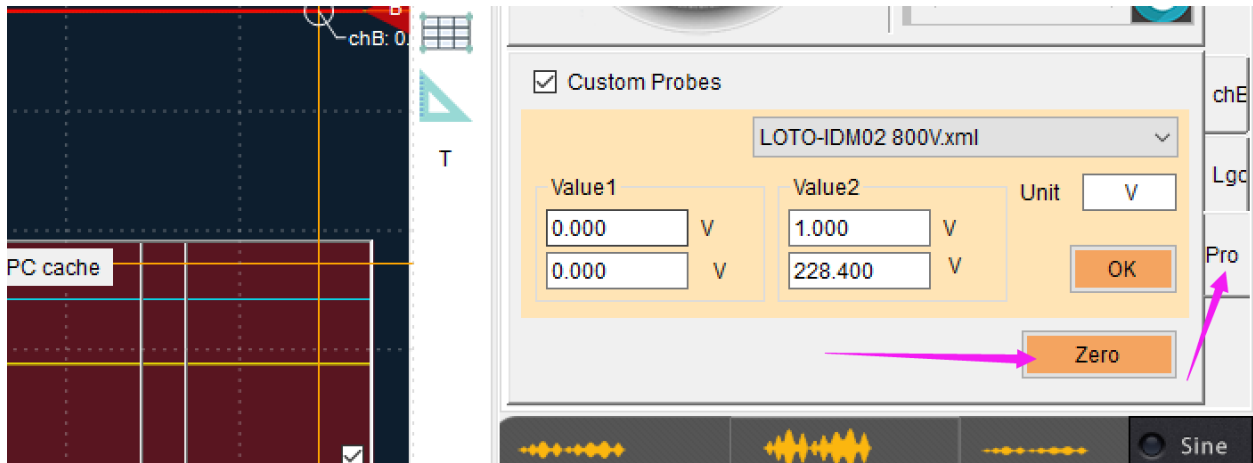 B
chB: 0.
T
PC cache
Custom Probes
LOTO-IDM02 800V.xml
Value1
0.000 V
0.000 V
Value2
1.000 V
228.400 V
Unit V
OK
Zero
chB
Lgc
Pro
Sine